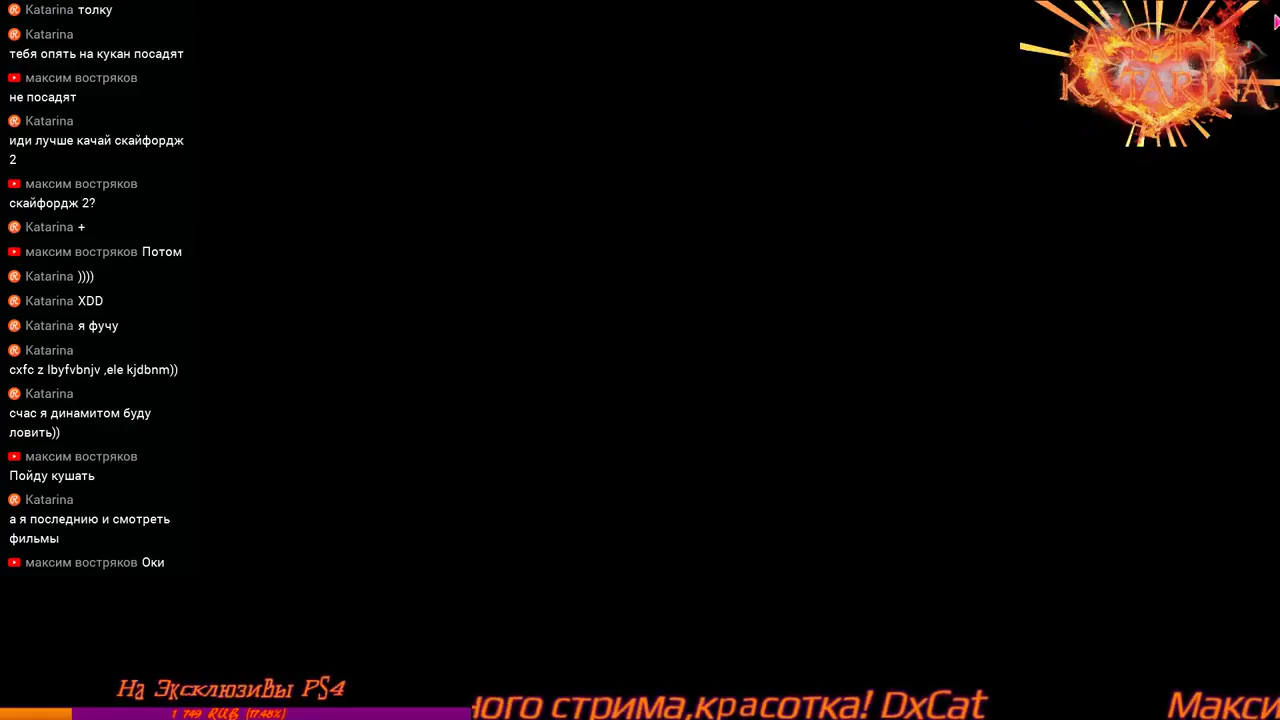 Katarina толку
Katarina
тебя опять на кукан посадят
максим востряков
не посадят
Katarina
иди лучше качай скайфордж
2
максим востряков
скайфордж 2?
Katarina +
максим востряков Потом
Katarina ))))
Katarina XDD
Katarina я фучу
Katarina
cxfc z lbyfvbnjv ,ele kjdbnm))
Katarina
счас я динамитом буду
ловить))
максим востряков
Пойду кушать
Katarina
а я последнию и смотреть
фильмы
максим востряков Оки
KATARINA
На Эксклюзивы PS4
1 749 RUB (17.48%)
ного стрима,красотка! DxCat
Макси